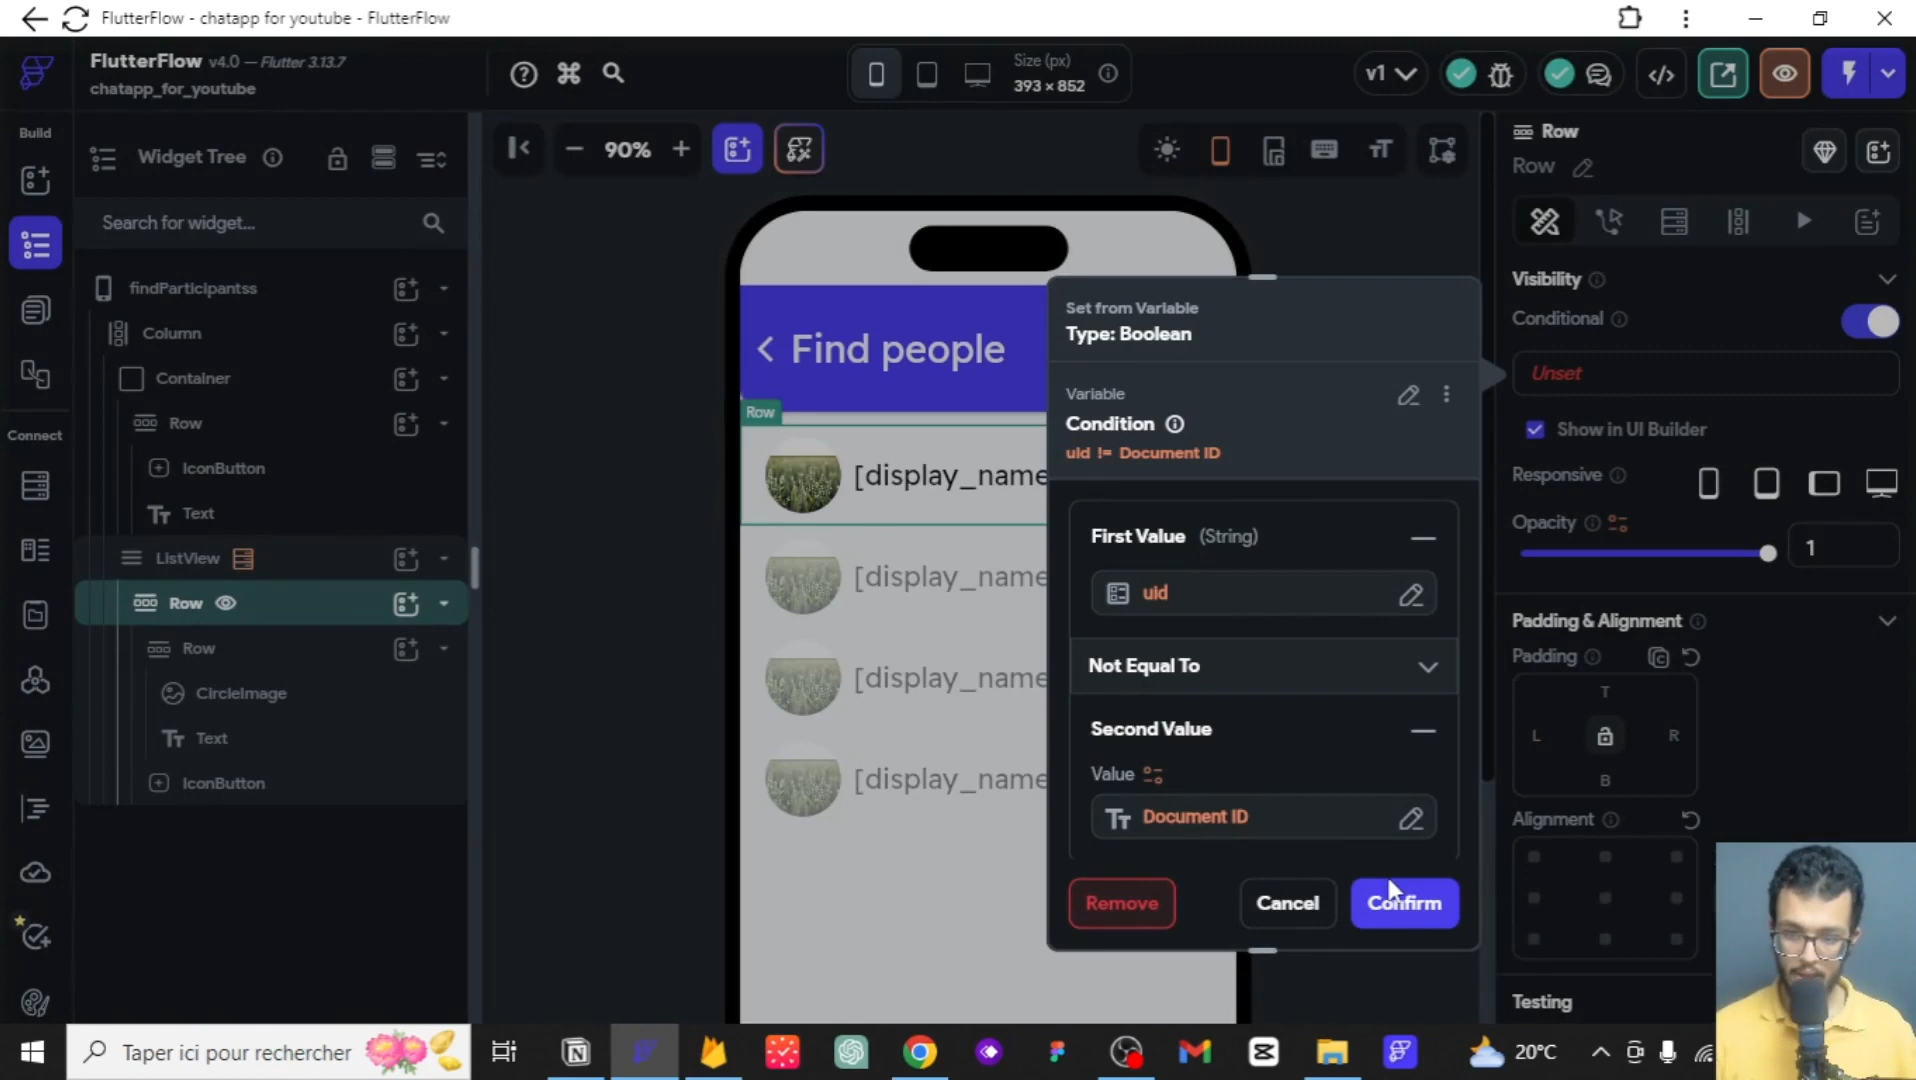 FlutterFlow - chatapp for youtube - FlutterFlow
FlutterFlow v4.0 — Flutter 3.13.7
chatapp_for_youtube
Size (px)
393 × 852
v1
Build
Widget Tree
90%
Search for widget...
findParticipantss
Column
Container
Row
IconButton
Text
Connect
ListView
Row
Row
CircleImage
Text
IconButton
Find people
Row
[display_name
[display_name
[display_name
[display_name
Set from Variable
Type: Boolean
Variable
Condition
uid != Document ID
First Value (String)
uid
Not Equal To
Second Value
Value
Document ID
Remove
Cancel
Confirm
Row
Row
Visibility
Conditional
Unset
Show in UI Builder
Responsive
Opacity
1
Padding & Alignment
Padding
T
L
R
B
Alignment
Testing
Taper ici pour rechercher
20°C